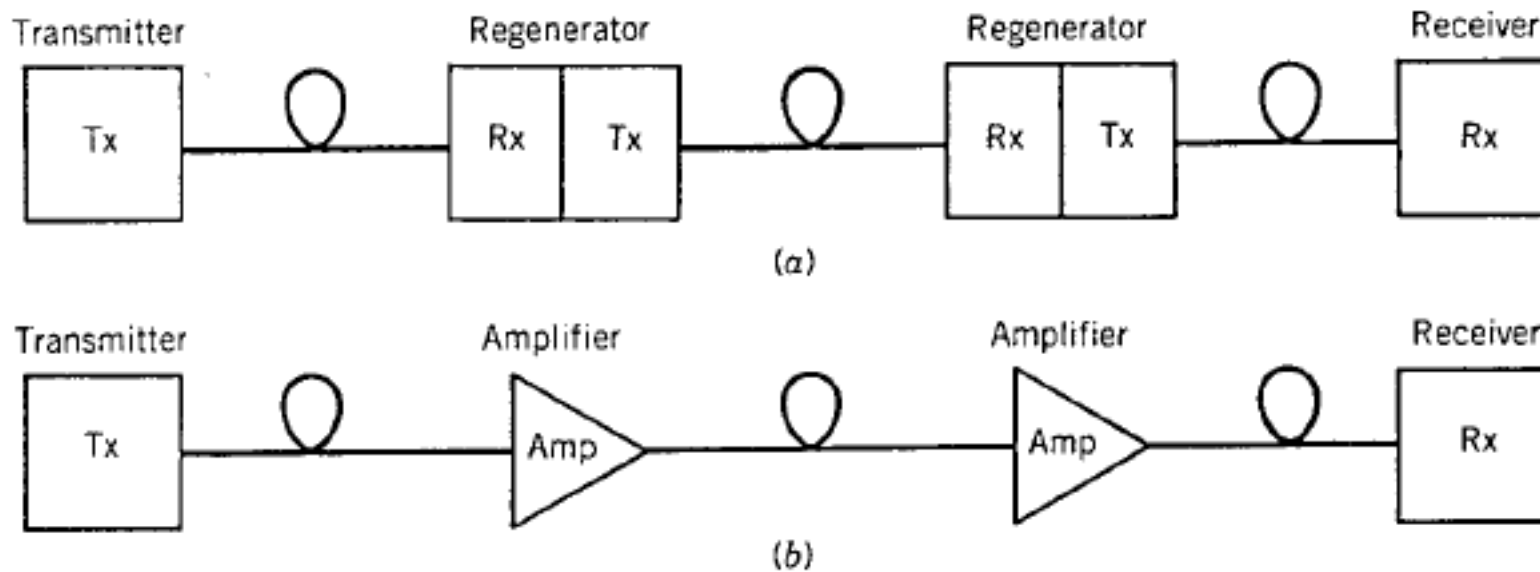 Transmitter Regenerator Regenerator Receiver
Tx Rx Tx Rx Tx Rx
(a)
Transmitter Amplifier Amplifier Receiver
Tx Amp Amp Rx
(b)